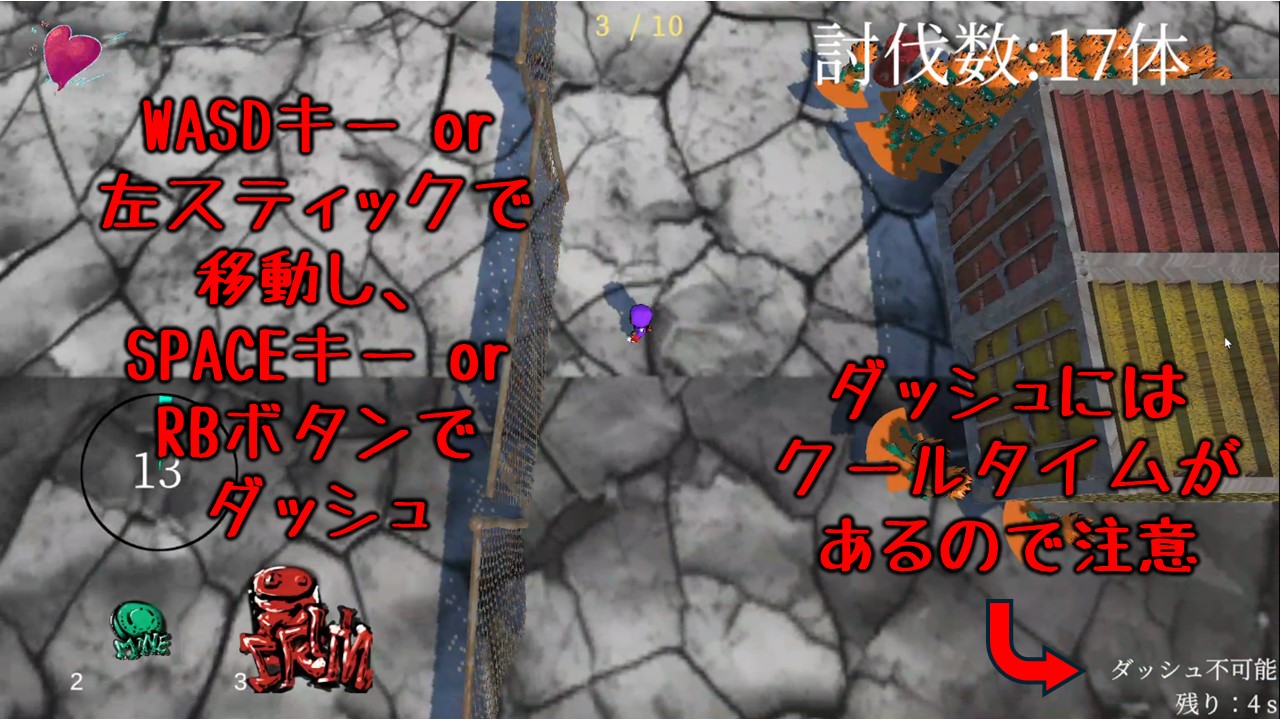 3 / 10
討伐数:17体
WASDキー or
左スティックで
移動し、
SPACEキー or
RBボタンで
ダッシュ
13
ダッシュには
クールタイムが
あるので注意
MINE
2
3
ダッシュ不可能
残り：4 s